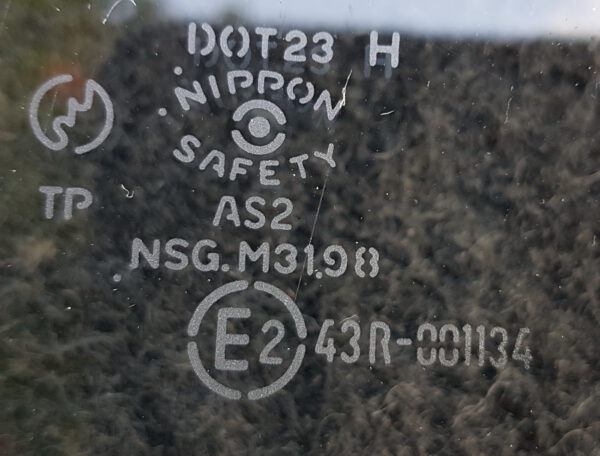 DOT23 H
NIPPON
SAFETY
TP
AS2
NSG.M31.98
E2 43R-001134